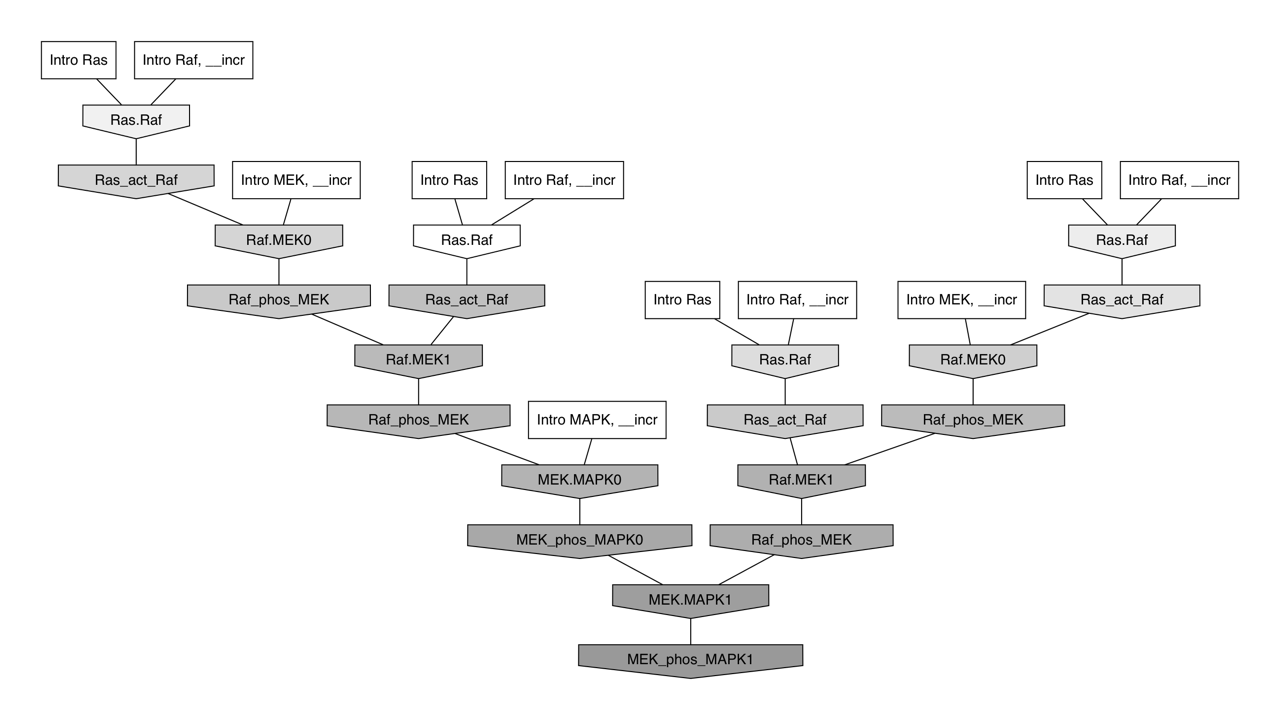 Intro Ras
Intro Raf, __incr
Ras.Raf
Ras_act_Raf
Intro MEK, __incr
Intro Ras
Intro Raf, __incr
Intro Ras
Intro Raf, __incr
Raf.MEK0
Ras.Raf
Ras.Raf
Raf_phos_MEK
Ras_act_Raf
Intro Ras
Intro Raf, __incr
Intro MEK, __incr
Ras_act_Raf
Raf.MEK1
Ras.Raf
Raf.MEK0
Raf_phos_MEK
Intro MAPK, __incr
Ras_act_Raf
Raf_phos_MEK
MEK.MAPK0
Raf.MEK1
MEK_phos_MAPK0
Raf_phos_MEK
MEK.MAPK1
MEK_phos_MAPK1